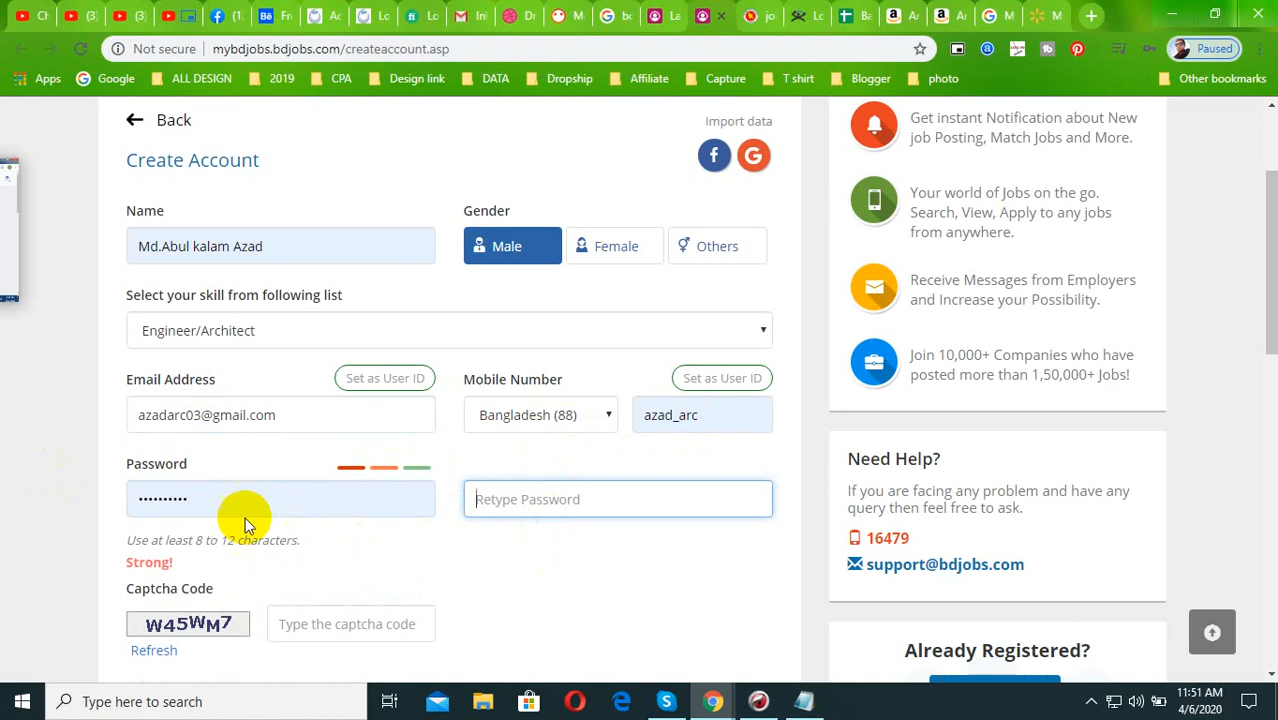 Not secure | mybdjobs.bdjobs.com/createaccount.asp
Paused
Apps Google ALL DESIGN 2019 CPA Design link DATA Dropship Affiliate Capture T shirt Blogger photo Other bookmarks
Back
Import data
Create Account
Name
Gender
Md.Abul kalam Azad
Male
Female
Others
Select your skill from following list
Engineer/Architect
Email Address
Set as User ID
Mobile Number
Set as User ID
azadarc03@gmail.com
Bangladesh (88)
azad_arc
Password
••••••••••
Retype Password
Use at least 8 to 12 characters.
Strong!
Captcha Code
W45WM7
Type the captcha code
Refresh
Get instant Notification about New
job Posting, Match Jobs and More.
Your world of Jobs on the go.
Search, View, Apply to any jobs
from anywhere.
Receive Messages from Employers
and Increase your Possibility.
Join 10,000+ Companies who have
posted more than 1,50,000+ Jobs!
Need Help?
If you are facing any problem and have any
query then feel free to ask.
16479
support@bdjobs.com
Already Registered?
Type here to search
11:51 AM
4/6/2020